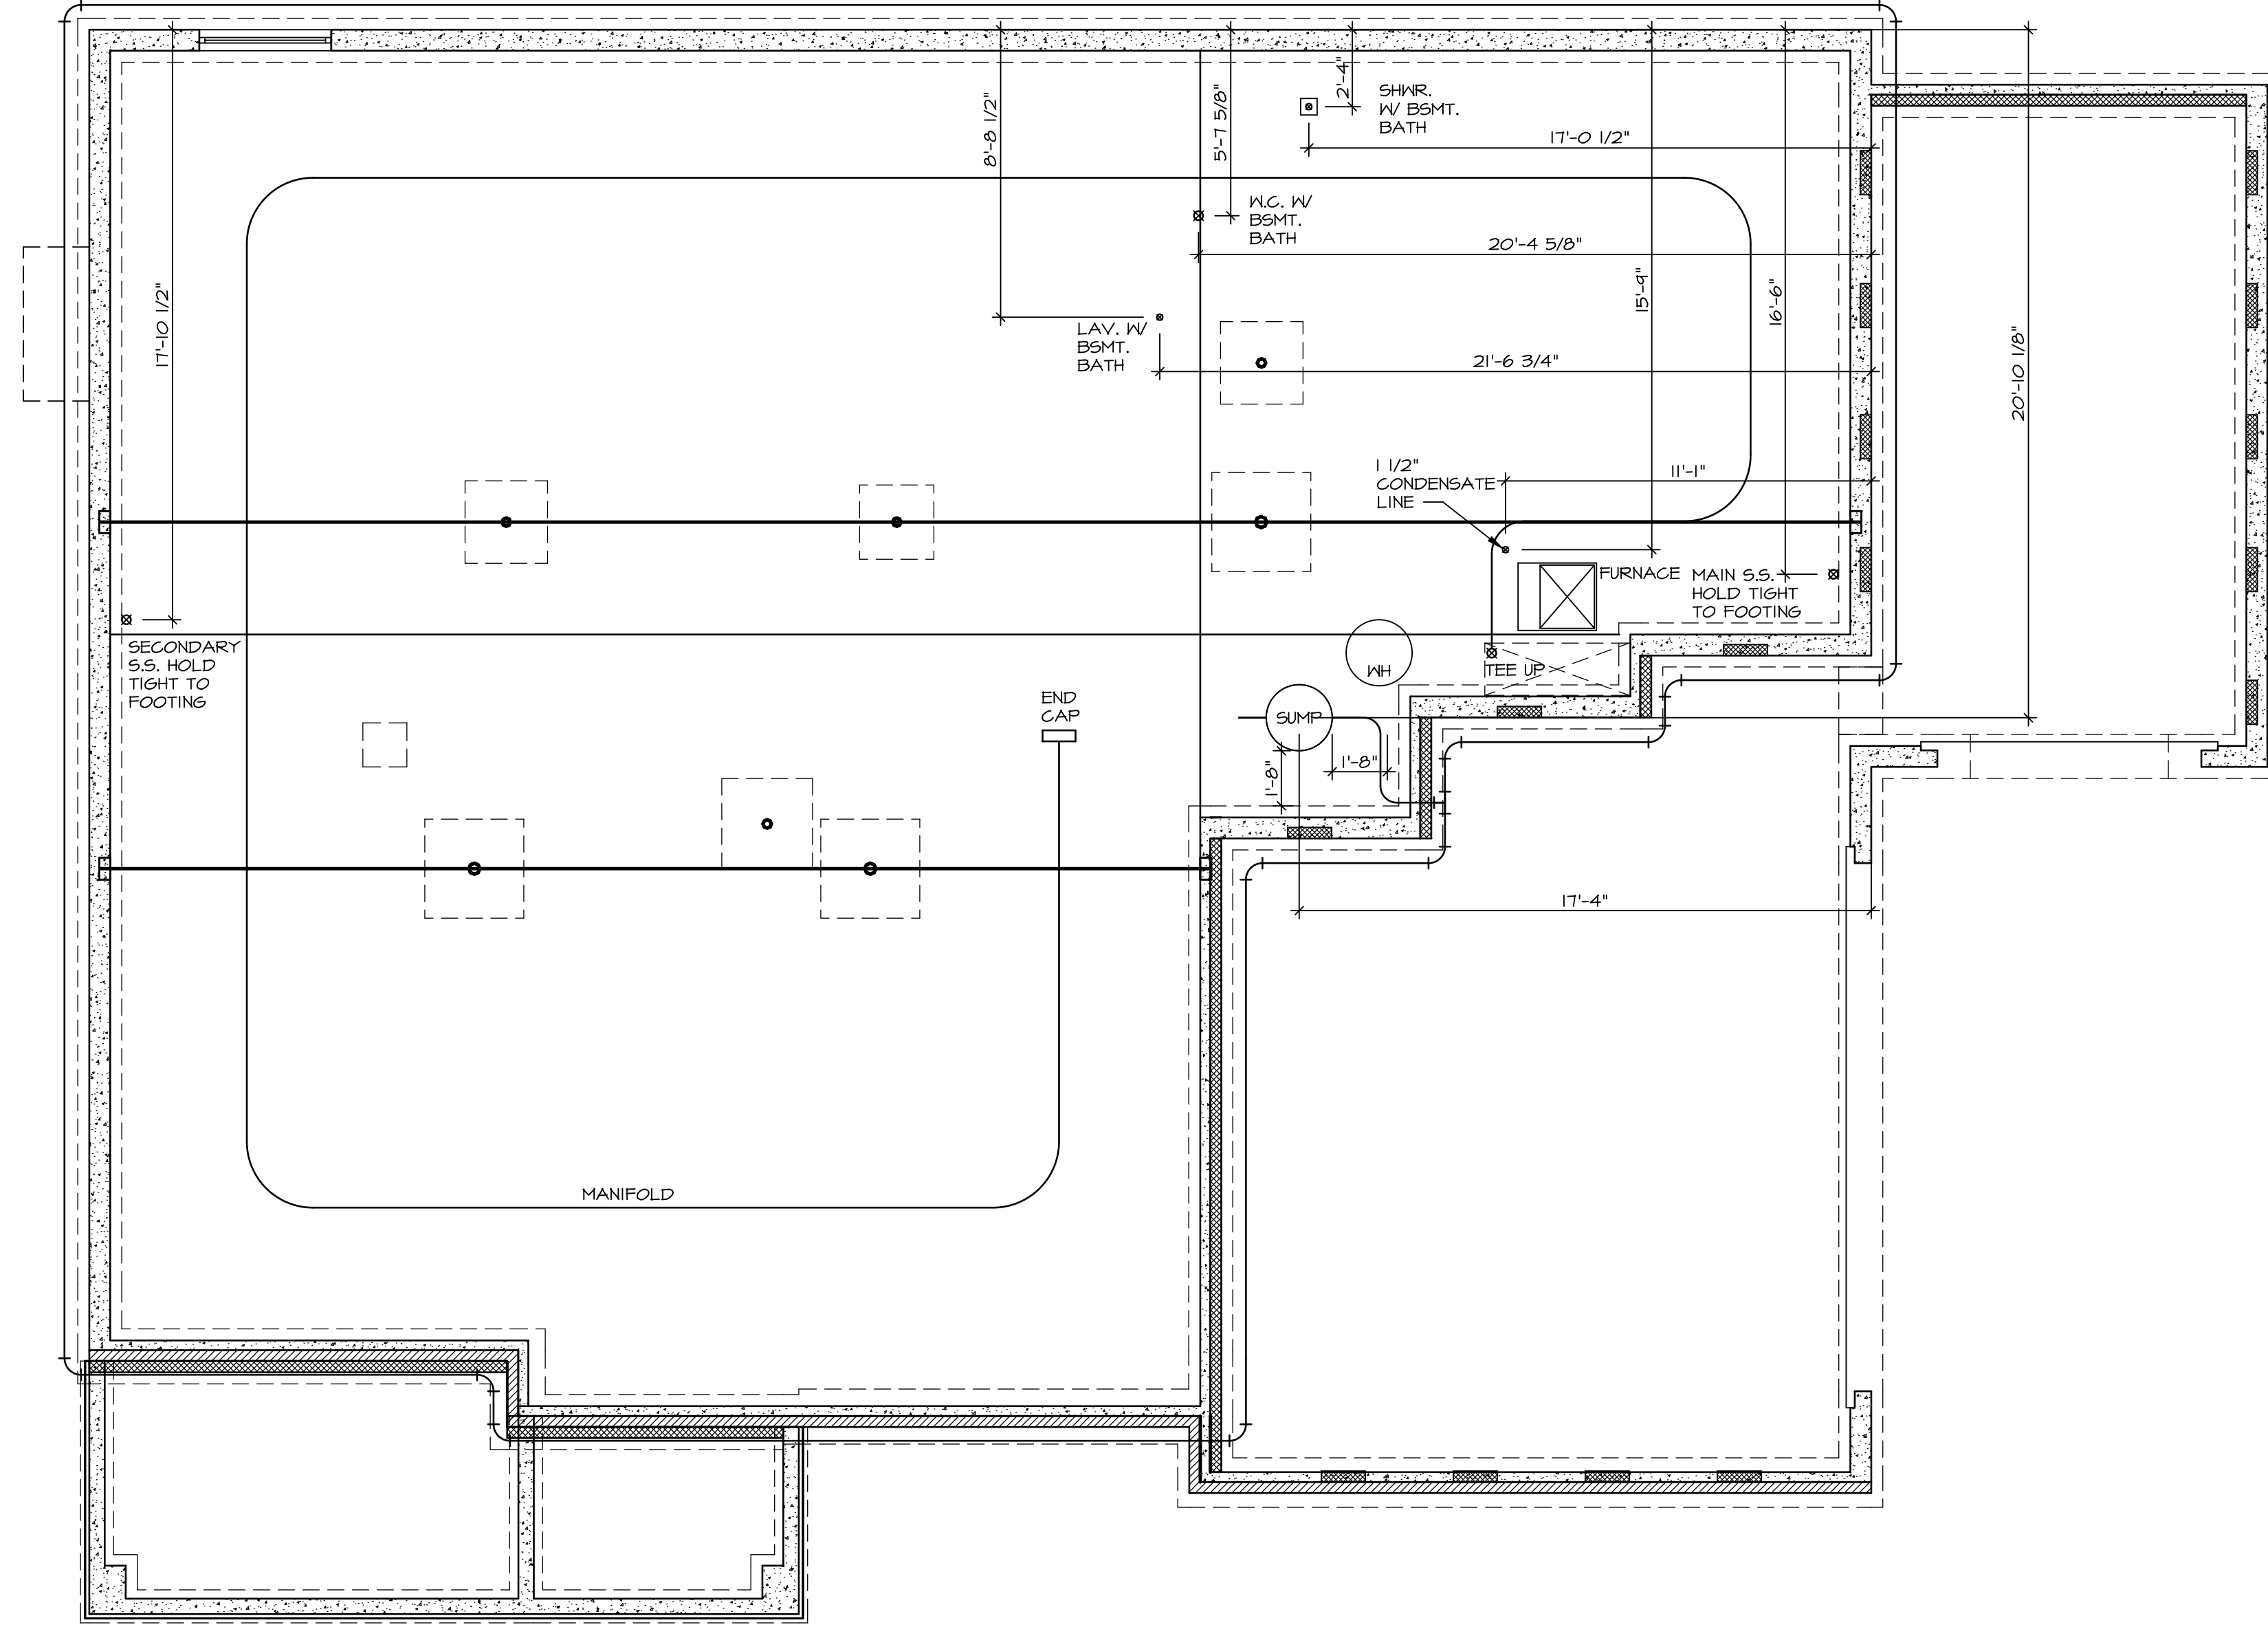 2'-4"
SHWR.
W/ BSMT.
BATH
8'-8 1/2"
5'-7 5/8"
17'-0 1/2"
W.C. W/
BSMT.
BATH
20'-4 5/8"
17'-10 1/2"
15'-9"
16'-6"
LAV. W/
BSMT.
BATH
21'-6 3/4"
20'-10 1/8"
1 1/2"
CONDENSATE
LINE
11'-1"
FURNACE
MAIN S.S.
HOLD TIGHT
TO FOOTING
SECONDARY
S.S. HOLD
TIGHT TO
FOOTING
WH
TEE UP
END
CAP
SUMP
1'-8"
1'-8"
17'-4"
MANIFOLD